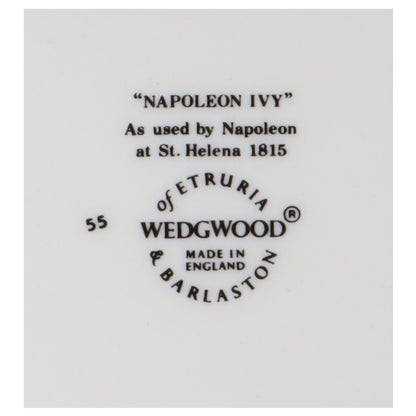 “NAPOLEON IVY”
As used by Napoleon
at St. Helena 1815
of ETRURIA
55
WEDGWOOD®
MADE IN
ENGLAND
& BARLASTON